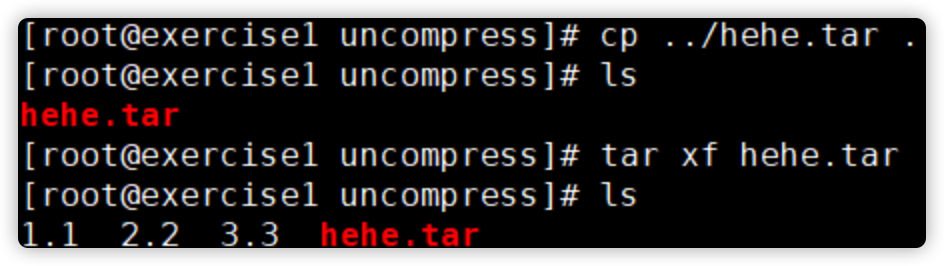 [root@exercise1 uncompress]# cp ../hehe.tar .
[root@exercise1 uncompress]# ls
hehe.tar
[root@exercise1 uncompress]# tar xf hehe.tar
[root@exercise1 uncompress]# ls
1.1  2.2  3.3  hehe.tar